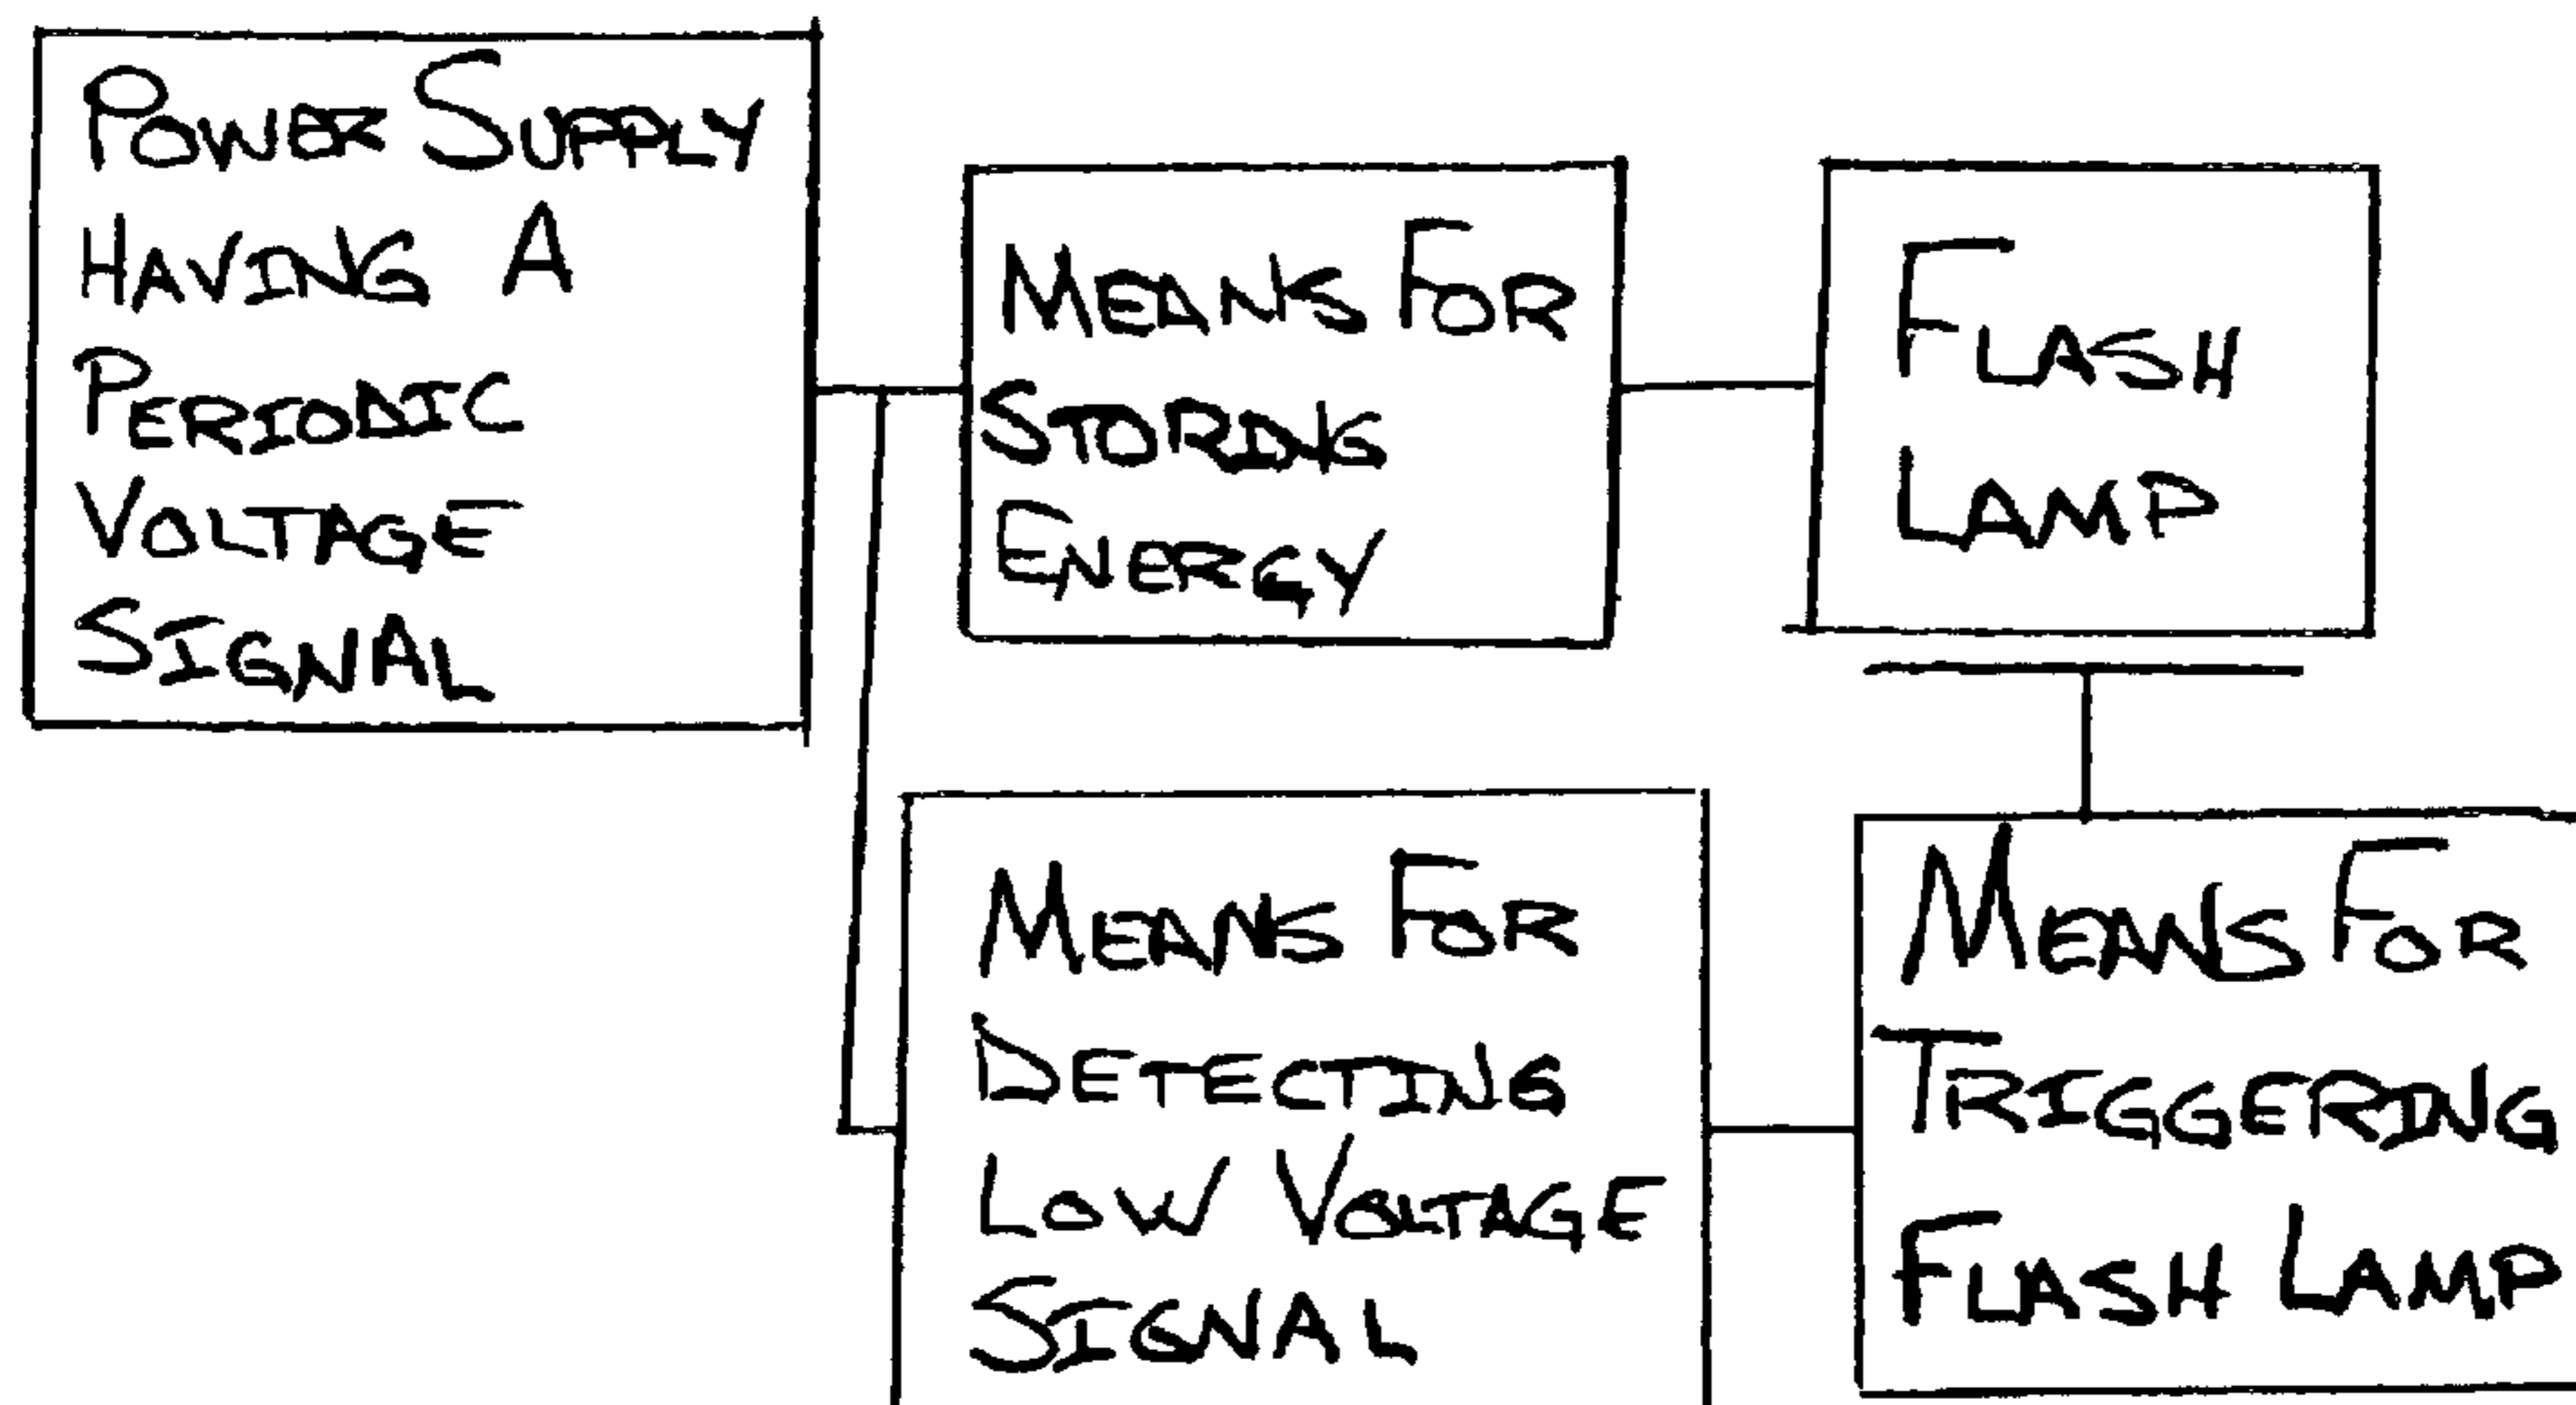 POWER SUPPLY
HAVING A
PERIODIC
VOLTAGE
SIGNAL
MEANS FOR
STORING
ENERGY
FLASH
LAMP
MEANS FOR
DETECTING
LOW VOLTAGE
SIGNAL
MEANS FOR
TRIGGERING
FLASH LAMP